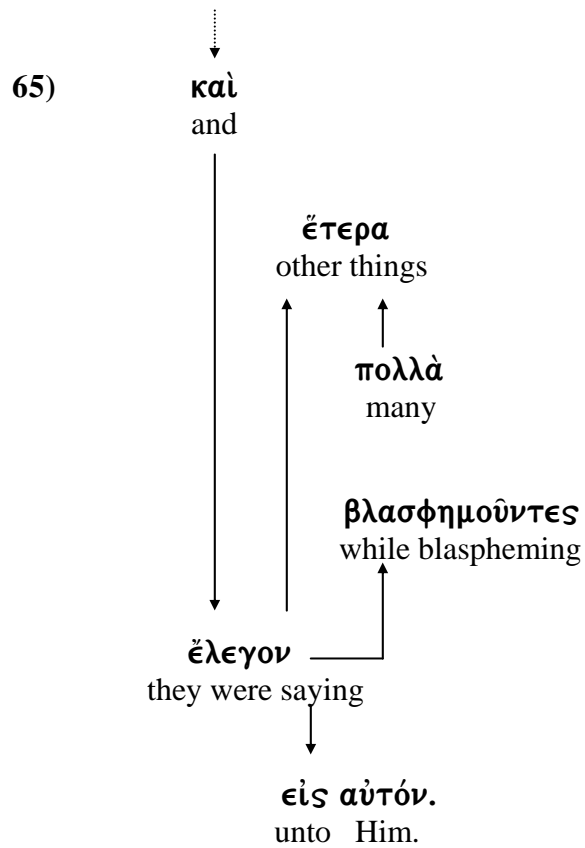 65) καὶ
and
ἕτερα
other things
πολλὰ
many
βλασφημοῦντες
while blaspheming
ἔλεγον
they were saying
εἰς αὐτόν.
unto Him.